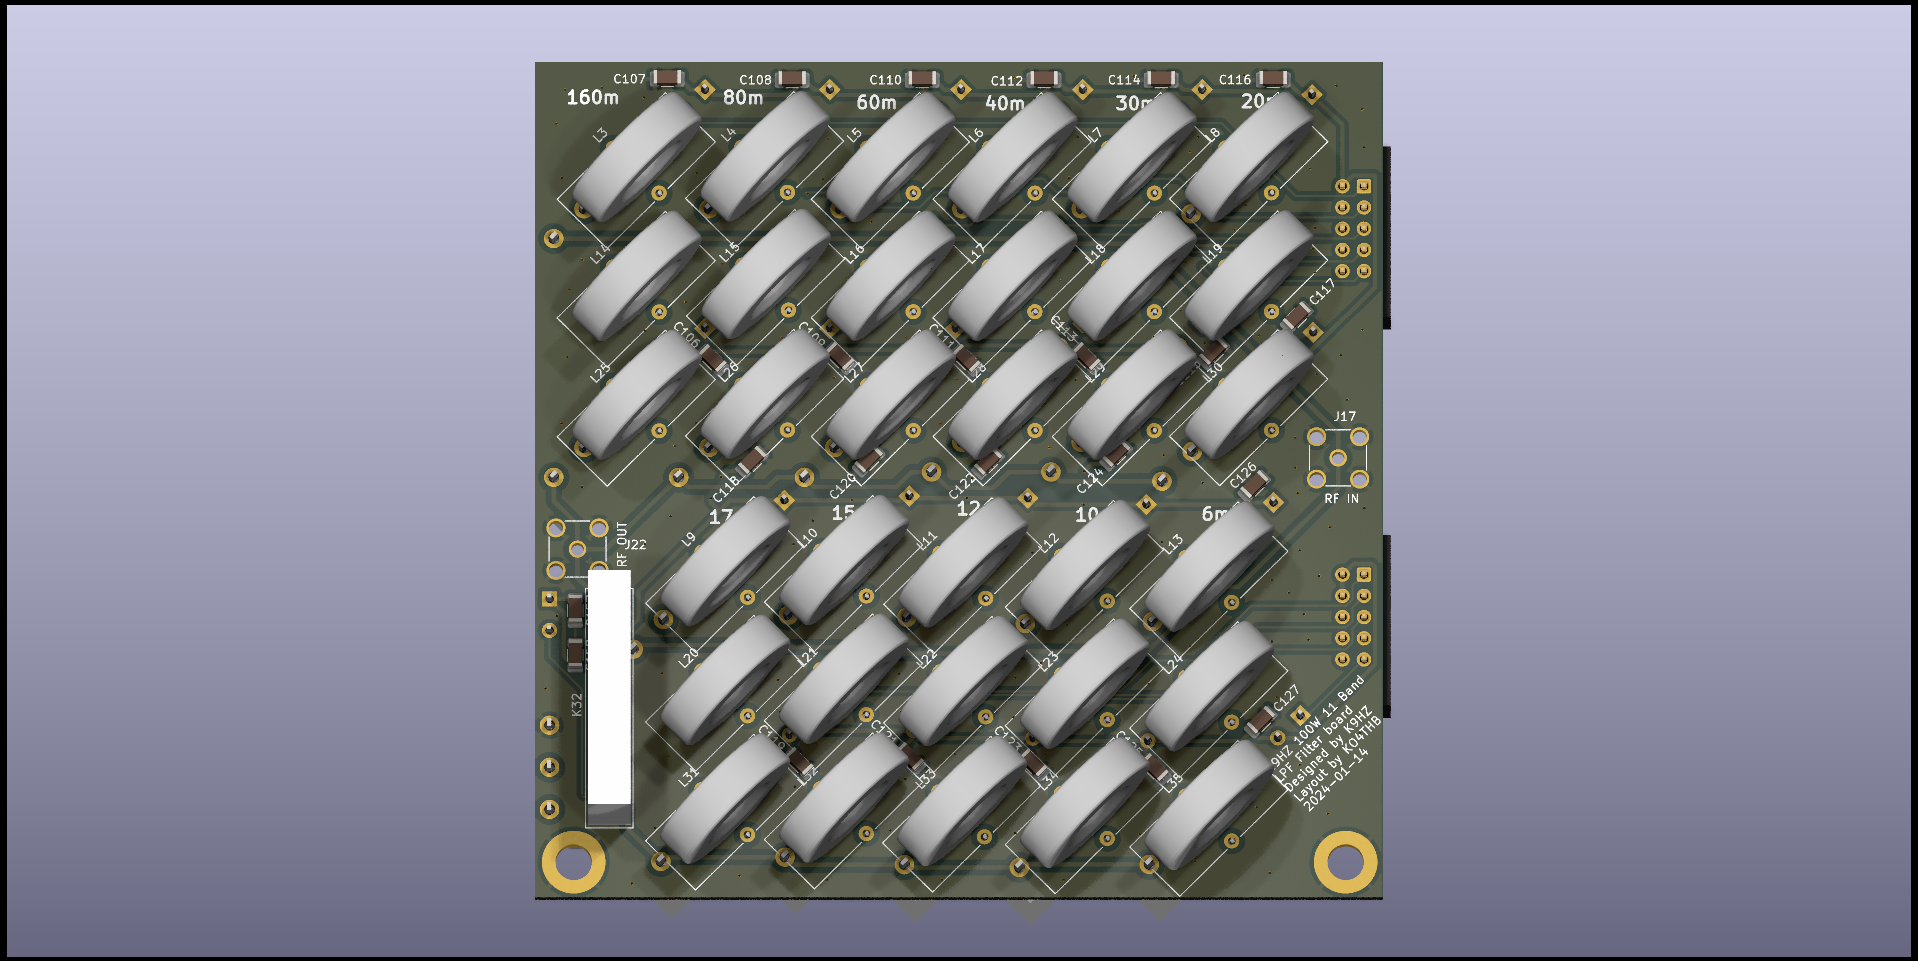 C107 C108 C110 C112 C114 C116
160m 80m 60m 40m 30m 20m
L3 L4 L5 L6 L7 L8
L14 L15 L16 L17 L18 L19
C117
C106 C109 C111 C113
L25 L26 L27 L28 L29 L30
J17
RF IN
C118 C120 C122 C124 C126
17 15 12 10 6m
RF OUT
J22
L9 L10 L11 L12 L13
L20 L21 L22 L23 L24
K32
C127
C119 C121 C123 C125
L31 L32 L33 L34 L35
9HZ 100W 11 Band
LPF Filter board
Designed by K9HZ
Layout by KO4THB
2024-01-14